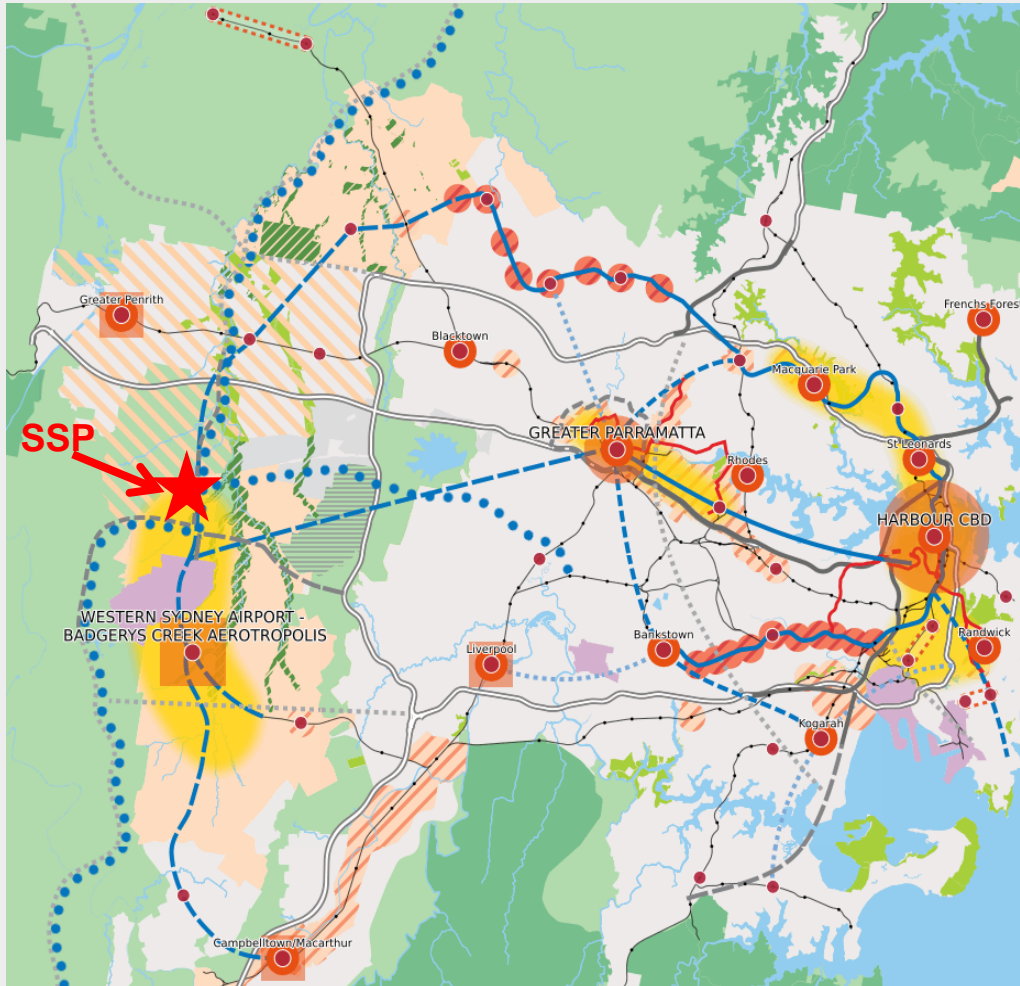 Greater Penrith
Frenchs Forest
Blacktown
Macquarie Park
SSP
GREATER PARRAMATTA
St Leonards
Rhodes
HARBOUR CBD
WESTERN SYDNEY AIRPORT -
BADGERYS CREEK AEROTROPOLIS
Liverpool
Bankstown
Randwick
Kogarah
Campbelltown/Macarthur